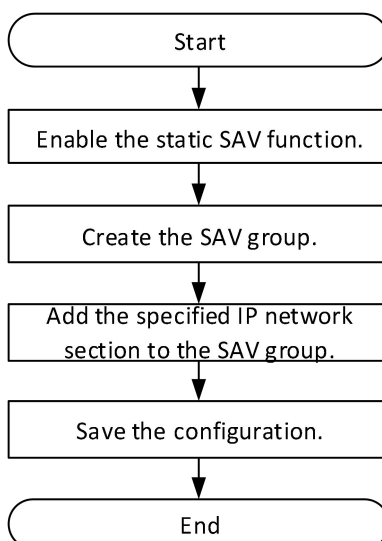 Start
Enable the static SAV function.
Create the SAV group.
Add the specified IP network
section to the SAV group.
Save the configuration.
End